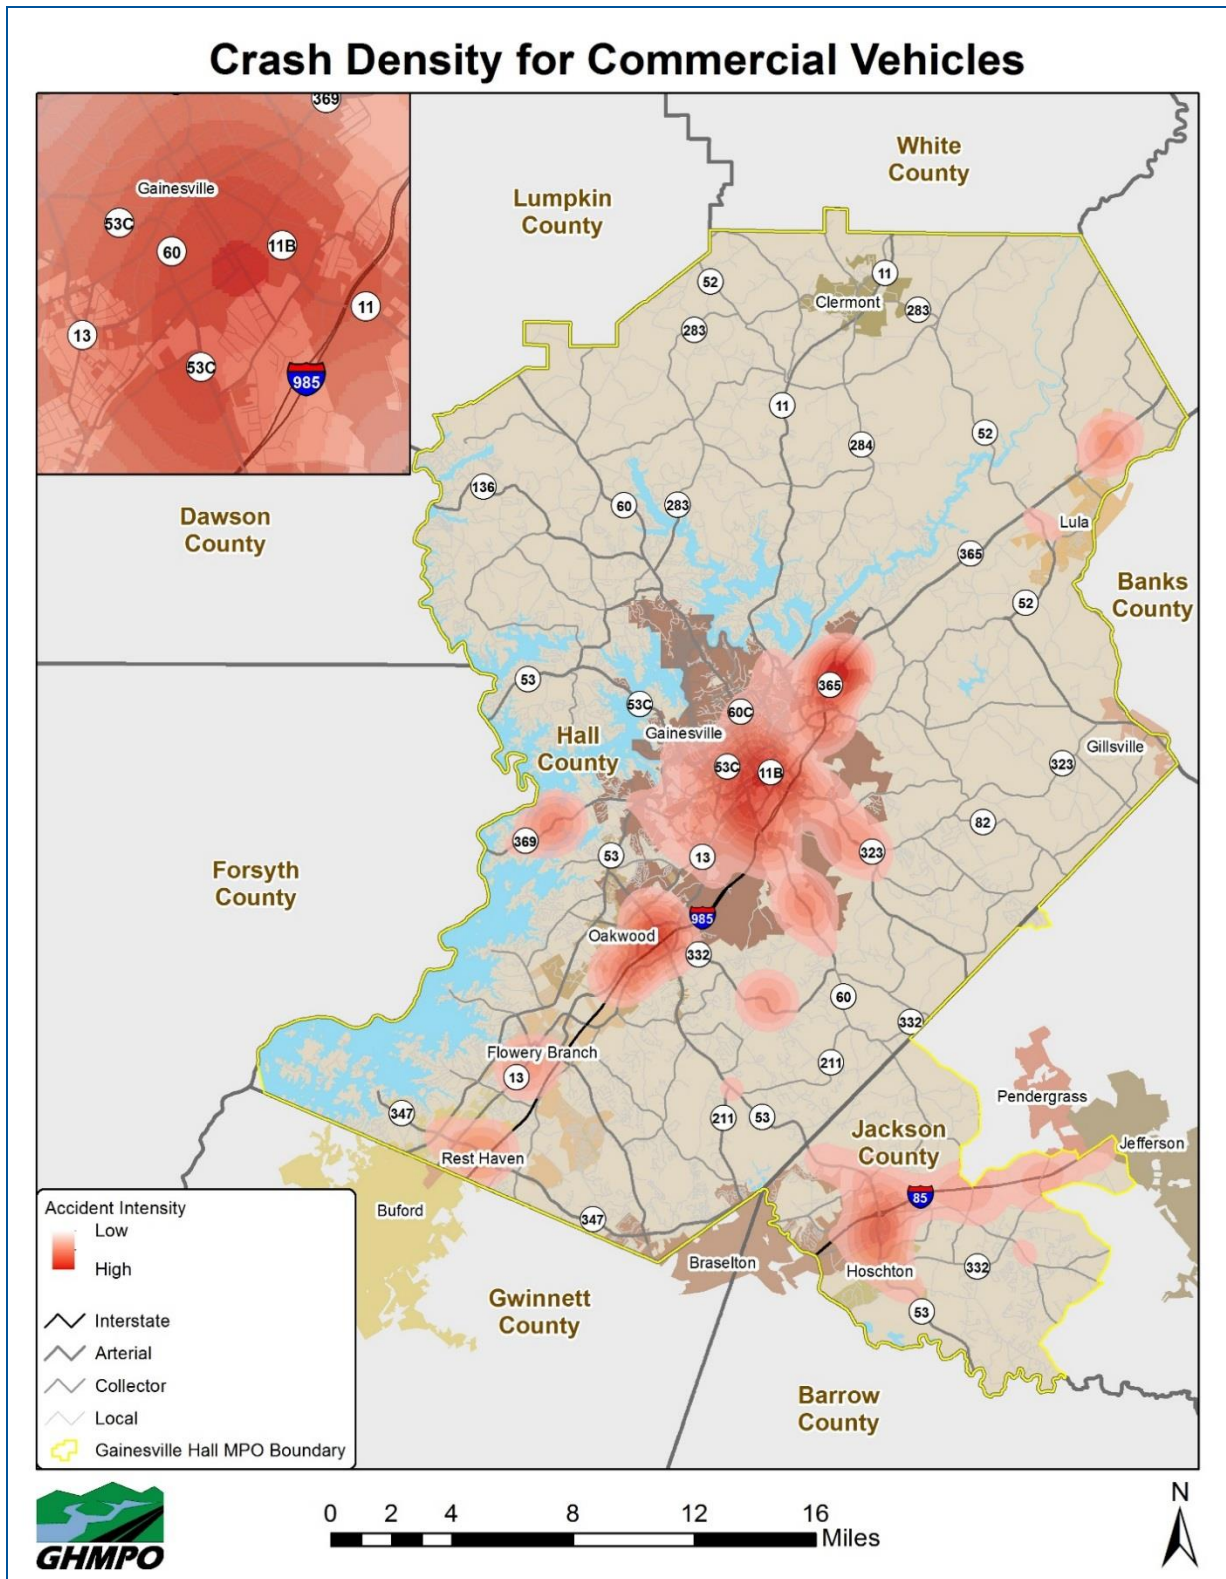 Crash Density for Commercial Vehicles
369
Gainesville
53C
60
11B
11
13
53C
985
White
County
Lumpkin
County
52
11
Clermont
283
283
11
284
52
136
60
283
Dawson
County
Lula
365
Banks
County
52
53
53C
60C
365
Gainesville
Hall
County
Gillsville
53C
11B
323
82
369
53
13
323
Forsyth
County
985
Oakwood
332
60
332
Flowery Branch
13
211
Pendergrass
347
211
53
Jackson
County
Jefferson
Rest Haven
85
Buford
347
Braselton
Hoschton
332
53
Gwinnett
County
Barrow
County
Accident Intensity
Low
High
Interstate
Arterial
Collector
Local
Gainesville Hall MPO Boundary
GHMPO
0 2 4 8 12 16
Miles
N